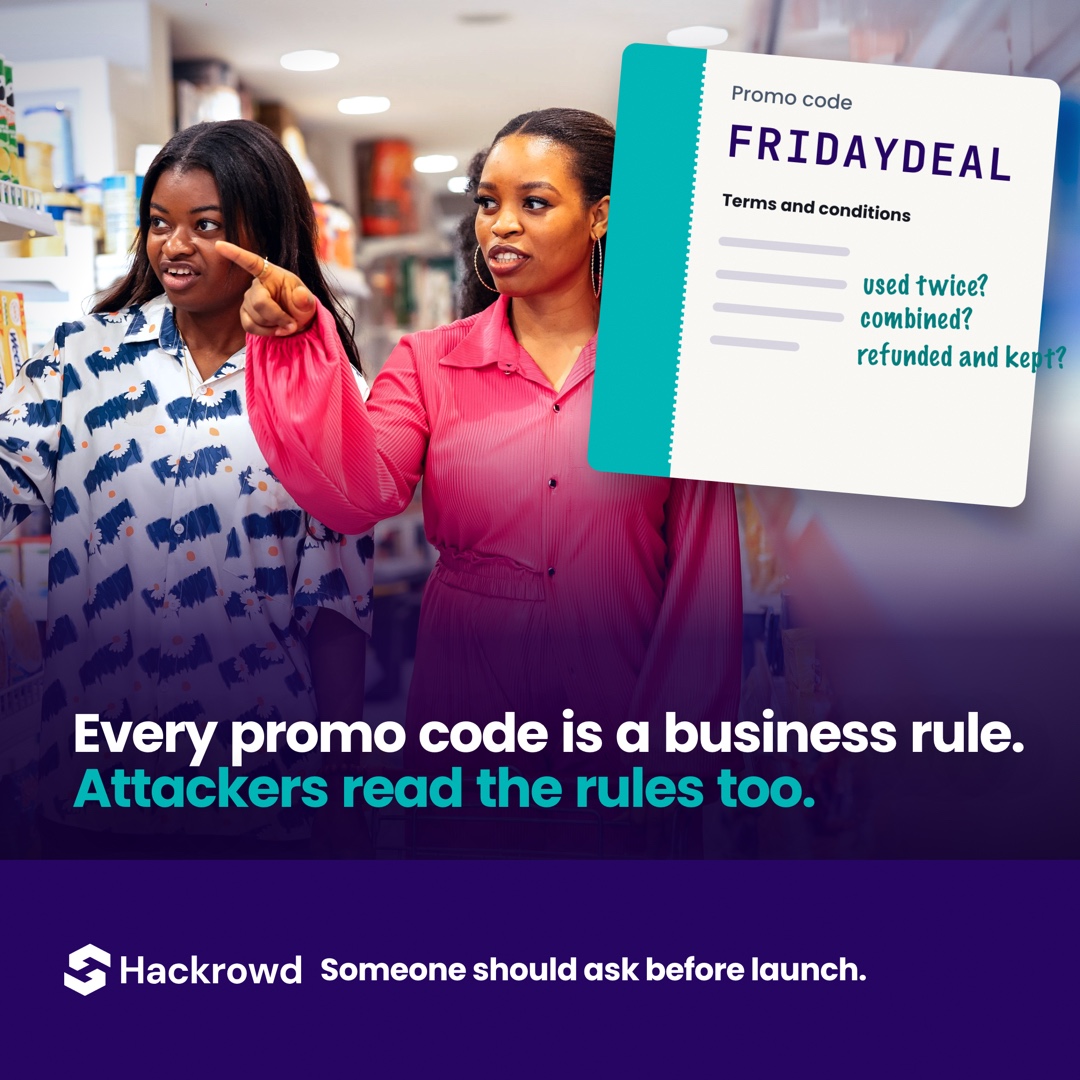 Promo code
FRIDAYDEAL
Terms and conditions
used twice?
combined?
refunded and kept?
Every promo code is a business rule.
Attackers read the rules too.
Hackrowd
Someone should ask before launch.